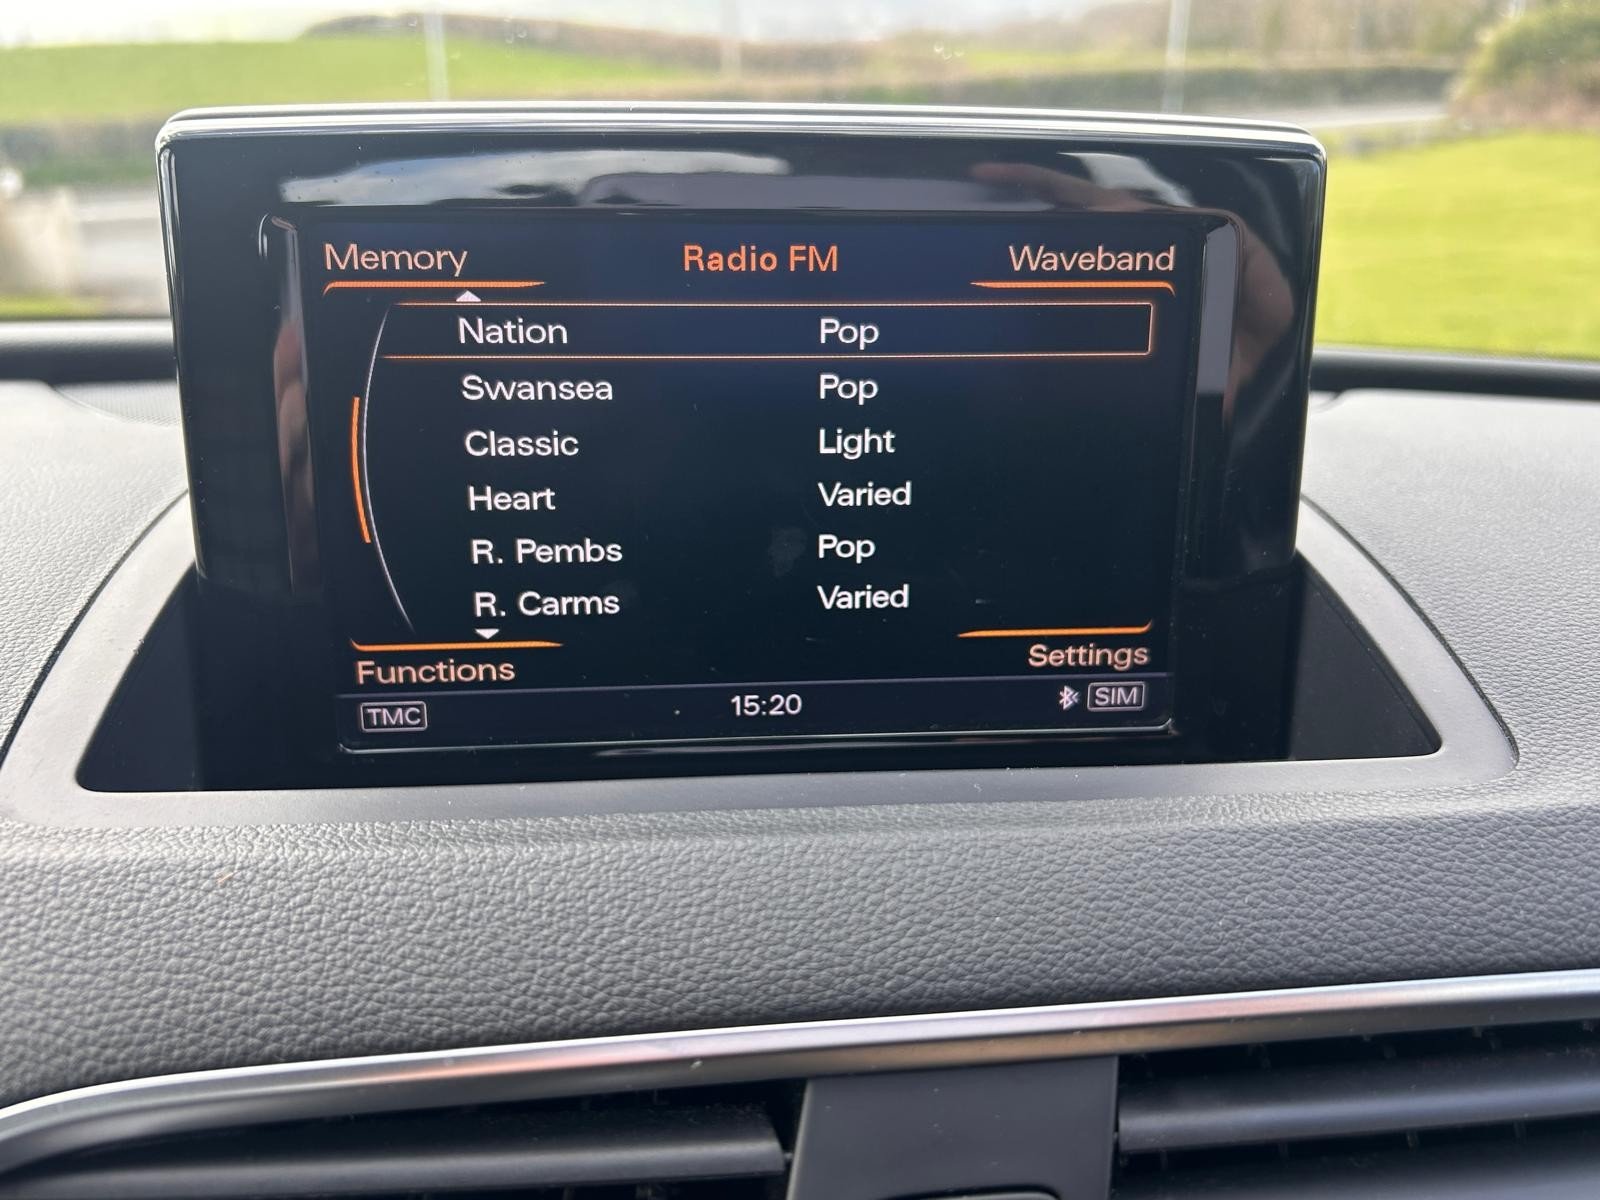 Memory Radio FM Waveband
Nation Pop
Swansea Pop
Classic Light
Heart Varied
R. Pembs Pop
R. Carms Varied
Functions Settings
TMC 15:20 SIM